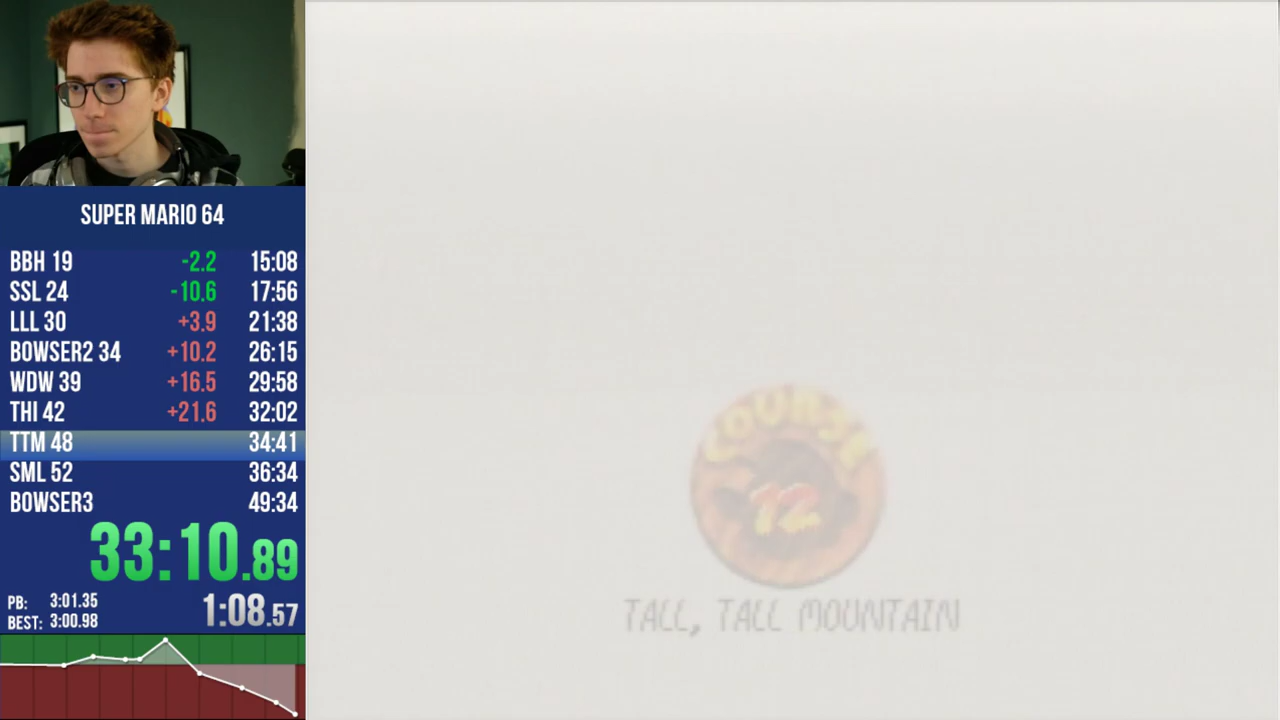 SUPER MARIO 64
BBH 19 -2.2 15:08
SSL 24 -10.6 17:56
LLL 30 +3.9 21:38
BOWSER2 34 +10.2 26:15
WDW 39 +16.5 29:58
THI 42 +21.6 32:02
TTM 48 34:41
SML 52 36:34
BOWSER3 49:34
33:10.89
PB: 3:01.35
BEST: 3:00.98
1:08.57
COURSE
12
TALL, TALL MOUNTAIN